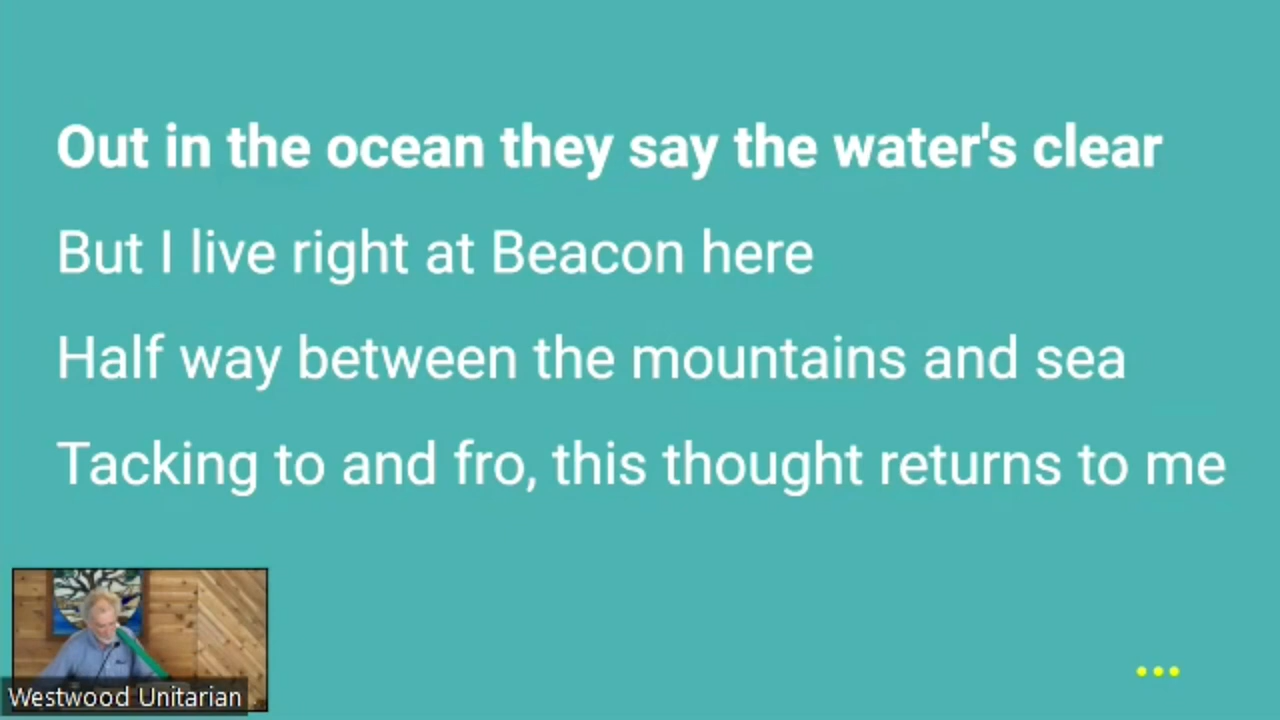 Out in the ocean they say the water's clear
But I live right at Beacon here
Half way between the mountains and sea
Tacking to and fro, this thought returns to me
...
Westwood Unitarian